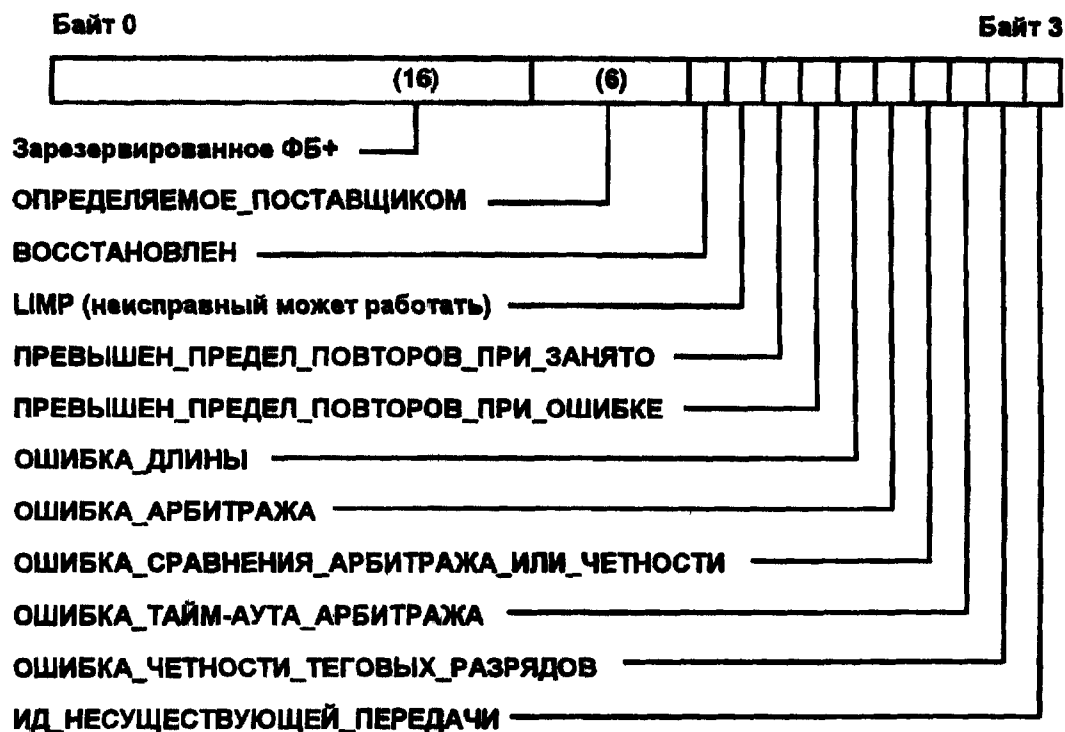 Байт 0 Байт 3
(16) (6)
Зарезервированное ФБ+
ОПРЕДЕЛЯЕМОЕ_ПОСТАВЩИКОМ
ВОССТАНОВЛЕН
LIMP (неисправный может работать)
ПРЕВЫШЕН_ПРЕДЕЛ_ПОВТОРОВ_ПРИ_ЗАНЯТО
ПРЕВЫШЕН_ПРЕДЕЛ_ПОВТОРОВ_ПРИ_ОШИБКЕ
ОШИБКА_ДЛИНЫ
ОШИБКА_АРБИТРАЖА
ОШИБКА_СРАВНЕНИЯ_АРБИТРАЖА_ИЛИ_ЧЕТНОСТИ
ОШИБКА_ТАЙМ-АУТА_АРБИТРАЖА
ОШИБКА_ЧЕТНОСТИ_ТЕГОВЫХ_РАЗРЯДОВ
ИД_НЕСУЩЕСТВУЮЩЕЙ_ПЕРЕДАЧИ